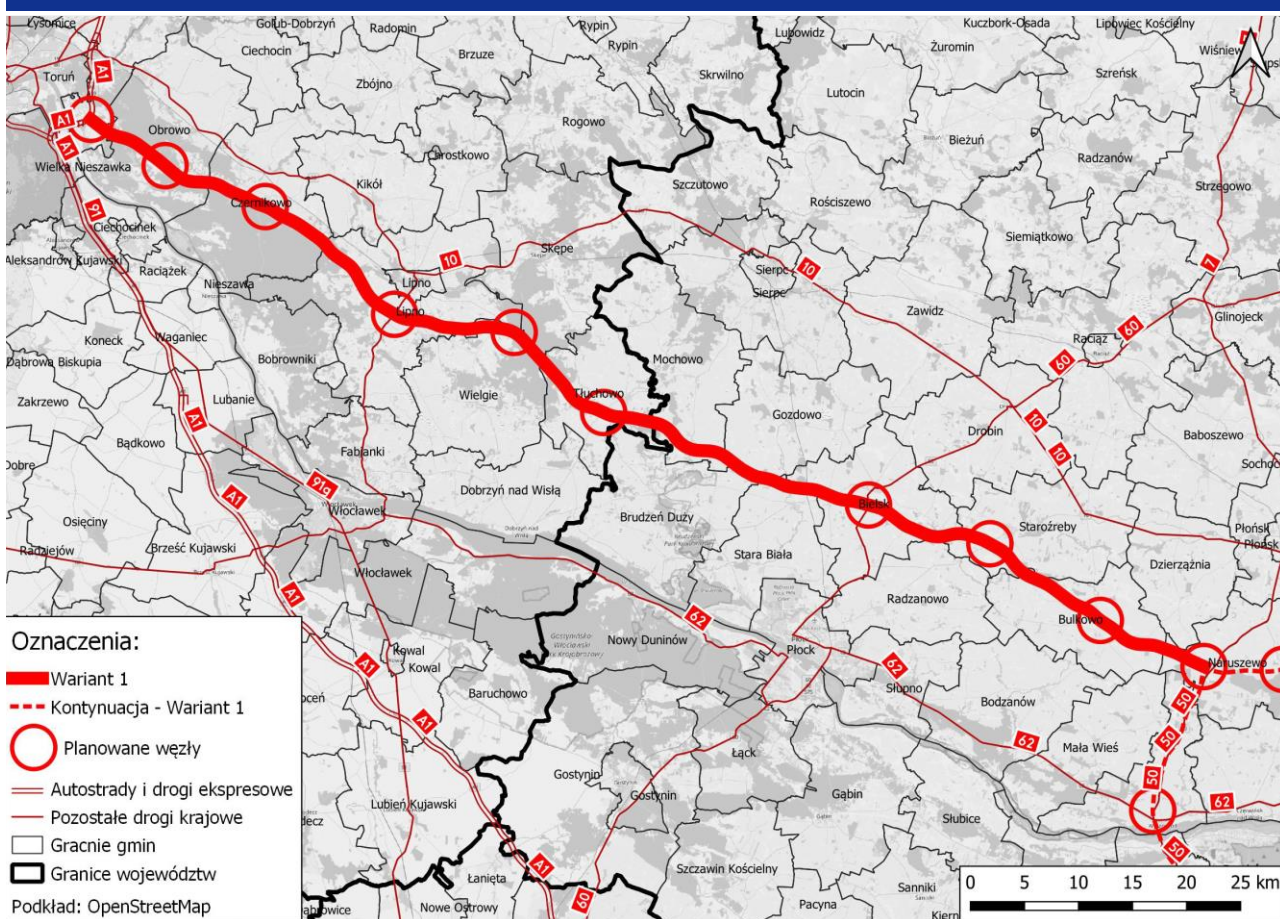 Łysomice
Golub-Dobrzyń
Radomin
Rypin
Kuczbork-Osada
Lipowiec Kościelny
Ciechocin
Brzuze
Rypin
Lubowidz
Żuromin
Toruń
A1
Zbójno
Skrwilno
Szreńsk
Lutocin
A1
Obrowo
Rogowo
Bieżuń
A1
Wielka Nieszawka
Chrostkowo
Radzanów
Kikół
Szczutowo
Strzegowo
Czernikowo
Rościszewo
91
Ciechocinek
Siemiątkowo
Aleksandrów Kujawski
Raciążek
Skępe
10
Sierpc
10
7
Nieszawa
Lipno
Sierpc
Lipno
Zawidz
Glinojeck
Koneck
Waganiec
60
Raciąż
60
Dąbrowa Biskupia
Bobrowniki
Mochowo
Wielgie
Tłuchowo
Zakrzewo
Lubanie
A1
Gozdowo
Bądkowo
10
Drobin
Baboszewo
Dobre
Fabianki
10
A1
91g
Dobrzyń nad Wisłą
Bielsk
Włocławek
Osięciny
Brudzeń Duży
Staroźreby
Płońsk
Radziejów
Brześć Kujawski
Płońsk
Stara Biała
Dzierzążnia
Włocławek
A1
Radzanowo
Bulkowo
62
Nowy Duninów
Płock
Kowal
Kowal
Naruszewo
A1
62
Słupno
Baruchowo
Bodzanów
50
A1
Łąck
62
Mała Wieś
50
Gostynin
Gostynin
Gąbin
50
62
Lubień Kujawski
Słubice
50
A1
60
Szczawin Kościelny
Łanięta
Sanniki
Nowe Ostrowy
Pacyna
Oznaczenia:
Wariant 1
Kontynuacja - Wariant 1
Planowane węzły
Autostrady i drogi ekspresowe
Pozostałe drogi krajowe
Gracnie gmin
Granice województw
Podkład: OpenStreetMap
0 5 10 15 20 25 km